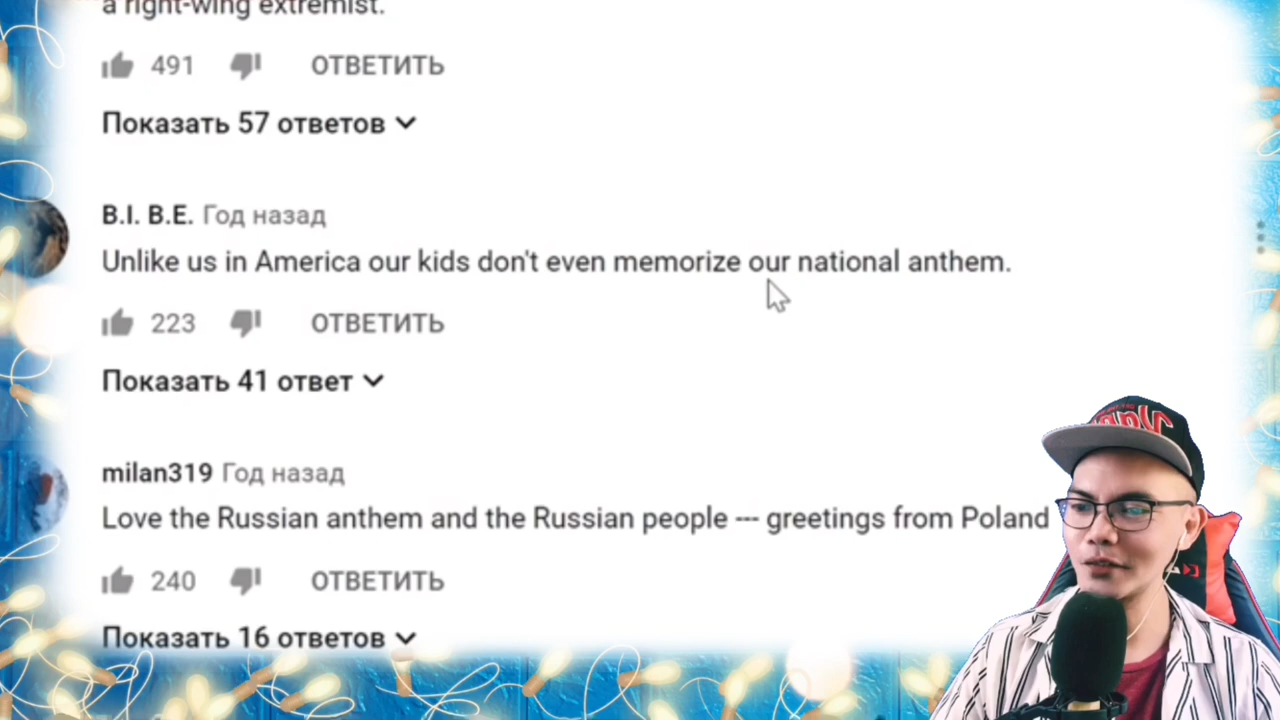 a right-wing extremist.
491 ОТВЕТИТЬ
Показать 57 ответов
B.I. B.E. Год назад
Unlike us in America our kids don't even memorize our national anthem.
223 ОТВЕТИТЬ
Показать 41 ответ
milan319 Год назад
Love the Russian anthem and the Russian people --- greetings from Poland
240 ОТВЕТИТЬ
Показать 16 ответов